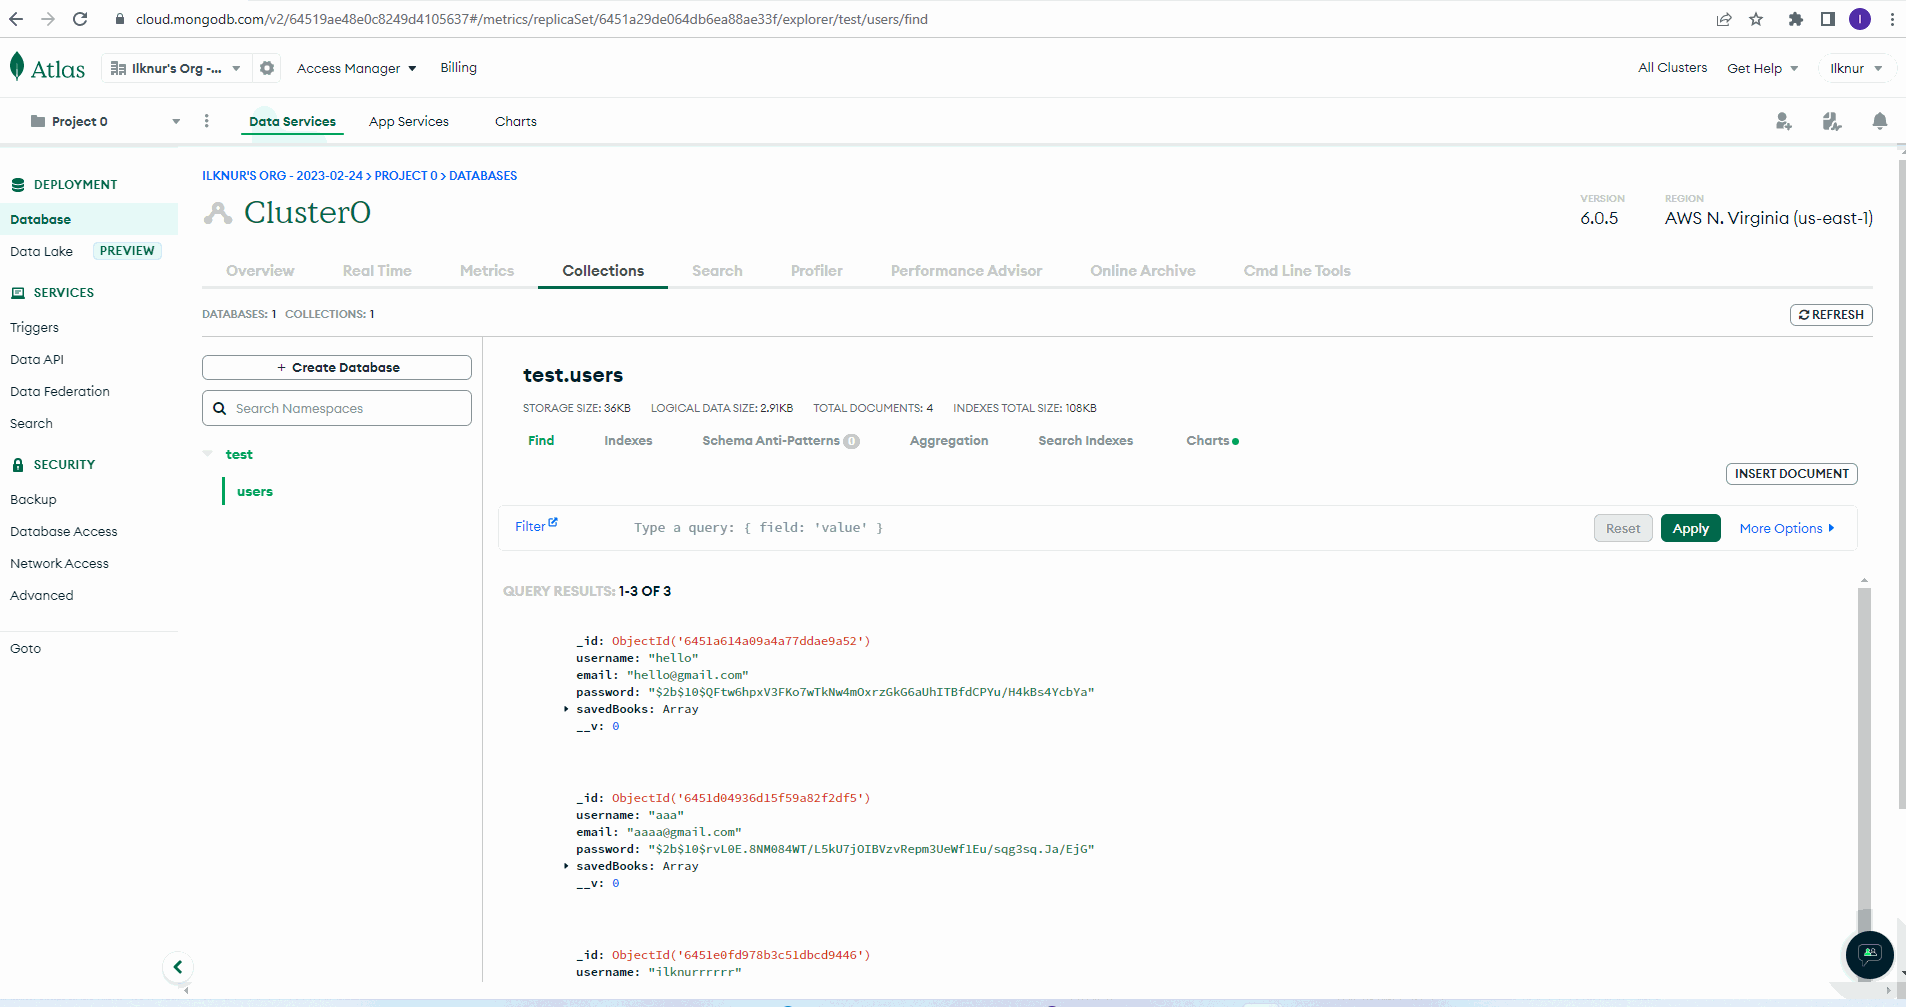 cloud.mongodb.com/v2/64519ae48e0c8249d4105637#/metrics/replicaSet/6451a29de064db6ea88ae33f/explorer/test/users/find
I
Atlas
Ilknur's Org -...
Access Manager
Billing
All Clusters
Get Help
Ilknur
Project 0
Data Services
App Services
Charts
DEPLOYMENT
Database
Data Lake PREVIEW
SERVICES
Triggers
Data API
Data Federation
Search
SECURITY
Backup
Database Access
Network Access
Advanced
Goto
ILKNUR'S ORG - 2023-02-24 > PROJECT 0 > DATABASES
Cluster0
VERSION
6.0.5
REGION
AWS N. Virginia (us-east-1)
Overview
Real Time
Metrics
Collections
Search
Profiler
Performance Advisor
Online Archive
Cmd Line Tools
DATABASES: 1 COLLECTIONS: 1
REFRESH
+ Create Database
Search Namespaces
test
users
test.users
STORAGE SIZE: 36KB LOGICAL DATA SIZE: 2.91KB TOTAL DOCUMENTS: 4 INDEXES TOTAL SIZE: 108KB
Find
Indexes
Schema Anti-Patterns 0
Aggregation
Search Indexes
Charts
INSERT DOCUMENT
Filter
Type a query: { field: 'value' }
Reset
Apply
More Options
QUERY RESULTS: 1-3 OF 3
_id: ObjectId('6451a614a09a4a77ddae9a52')
username: "hello"
email: "hello@gmail.com"
password: "$2b$10$QFtw6hpxV3FKo7wTkNw4mOxrzGkG6aUhITBfdCPYu/H4kBs4YcbYa"
savedBooks: Array
__v: 0
_id: ObjectId('6451d04936d15f59a82f2df5')
username: "aaa"
email: "aaaa@gmail.com"
password: "$2b$10$rvL0E.8NM084WT/L5kU7jOIBVzvRepm3UeWf1Eu/sqg3sq.Ja/EjG"
savedBooks: Array
__v: 0
_id: ObjectId('6451e0fd978b3c51dbcd9446')
username: "ilknurrrrrr"